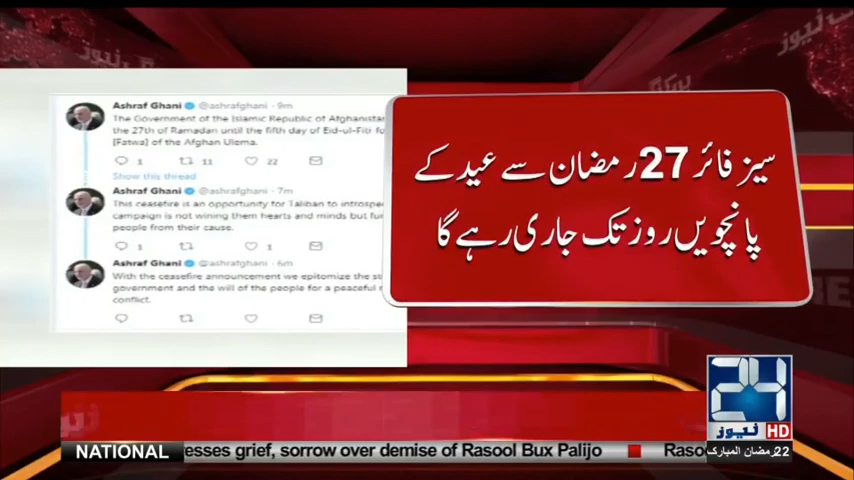 Ashraf Ghani @ashrafghani · 9m
The Government of the Islamic Republic of Afghanistan
the 27th of Ramadan until the fifth day of Eid-ul-Fitr fo
[Fatwa] of the Afghan Ulema.
1 11 22
Show this thread
Ashraf Ghani @ashrafghani · 7m
This ceasefire is an opportunity for Taliban to introspe
campaign is not wining them hearts and minds but fu
people from their cause.
1 1
Ashraf Ghani @ashrafghani · 6m
With the ceasefire announcement we epitomize the st
government and the will of the people for a peaceful
conflict.
سیز فائر 27 رمضان سے عید کے
پانچویں روز تک جاری رہے گا
24
نیوز HD
22 رمضان المبارک
NATIONAL
resses grief, sorrow over demise of Rasool Bux Palijo
Raso